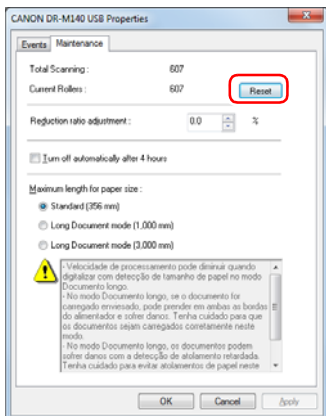 CANON DR-M140 USB Properties
Events Maintenance
Total Scanning : 607
Current Rollers : 607 Reset
Reduction ratio adjustment : 0.0 %
Turn off automatically after 4 hours
Maximum length for paper size :
Standard (356 mm)
Long Document mode (1,000 mm)
Long Document mode (3,000 mm)
- Velocidade de processamento pode diminuir quando
digitalizar com detecção de tamanho de papel no modo
Documento longo.
- No modo Documento longo, se o documento for
carregado enviesado, pode prender em ambas as bordas
do alimentador e sofrer danos. Tenha cuidado para que
os documentos sejam carregados corretamente neste
modo.
- No modo Documento longo, os documentos podem
sofrer danos com a detecção de atolamento retardada.
Tenha cuidado para evitar atolamentos de papel neste
OK Cancel Apply